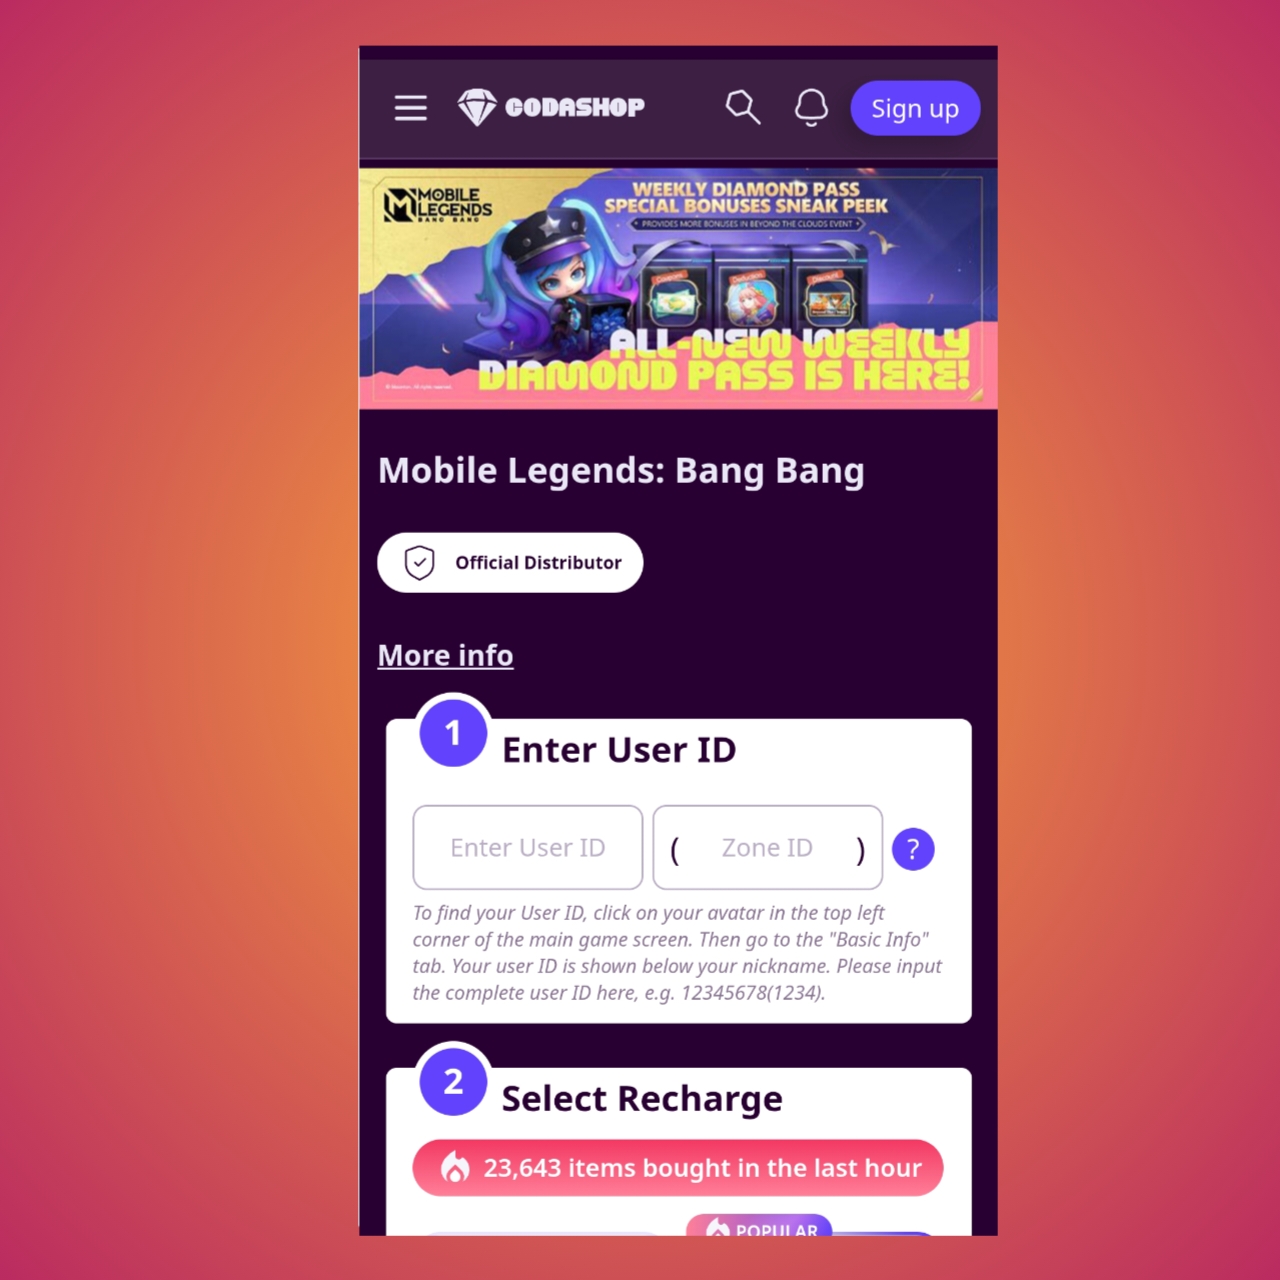 CODASHOP
Sign up
MOBILE
LEGENDS
BANG BANG
WEEKLY DIAMOND PASS
SPECIAL BONUSES SNEAK PEEK
PROVIDES MORE BONUSES IN BEYOND THE CLOUDS EVENT
Coupons
Deduction
Discount
ALL-NEW WEEKLY
DIAMOND PASS IS HERE!
Mobile Legends: Bang Bang
Official Distributor
More info
1
Enter User ID
Enter User ID
( Zone ID )
?
To find your User ID, click on your avatar in the top left
corner of the main game screen. Then go to the "Basic Info"
tab. Your user ID is shown below your nickname. Please input
the complete user ID here, e.g. 12345678(1234).
2
Select Recharge
23,643 items bought in the last hour
POPULAR